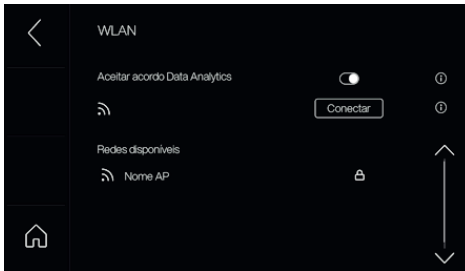 WLAN
Aceitar acordo Data Analytics
Conectar
Redes disponíveis
Nome AP